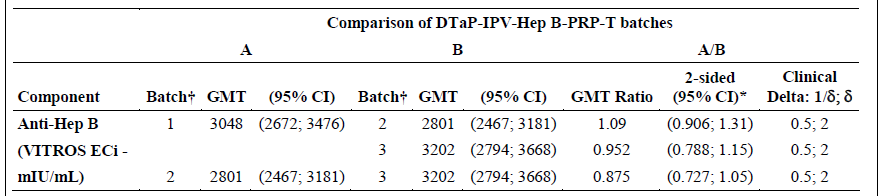 Comparison of DTaP-IPV-Hep B-PRP-T batches
A B A/B
2-sided Clinical
Component Batch† GMT (95% CI) Batch† GMT (95% CI) GMT Ratio (95% CI)* Delta: 1/δ; δ
Anti-Hep B 1 3048 (2672; 3476) 2 2801 (2467; 3181) 1.09 (0.906; 1.31) 0.5; 2
(VITROS ECi - 3 3202 (2794; 3668) 0.952 (0.788; 1.15) 0.5; 2
mIU/mL) 2 2801 (2467; 3181) 3 3202 (2794; 3668) 0.875 (0.727; 1.05) 0.5; 2